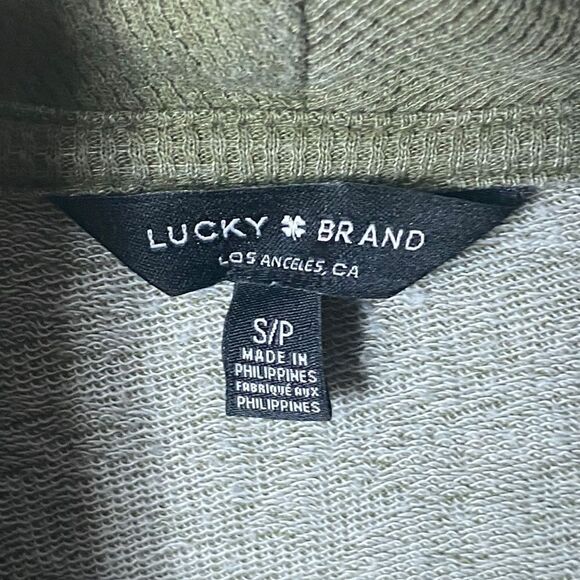 LUCKY BRAND
LOS ANGELES, CA
S/P
MADE IN
PHILIPPINES
FABRIQUÉ AUX
PHILIPPINES